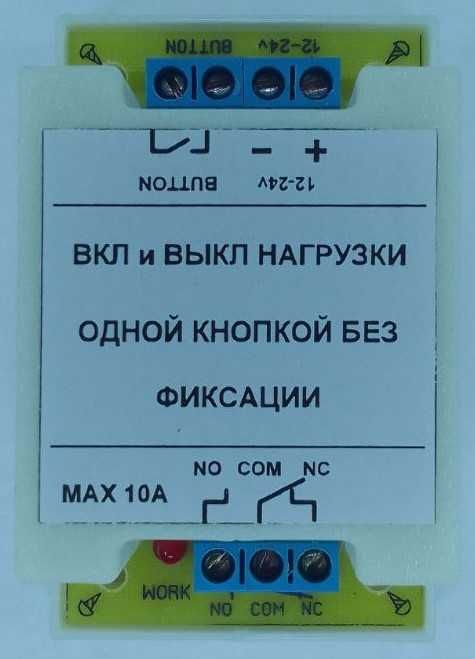 BUTTON 12-24v
- +
BUTTON 12-24v
ВКЛ и ВЫКЛ НАГРУЗКИ
ОДНОЙ КНОПКОЙ БЕЗ
ФИКСАЦИИ
NO COM NC
MAX 10A
WORK
NO COM NC